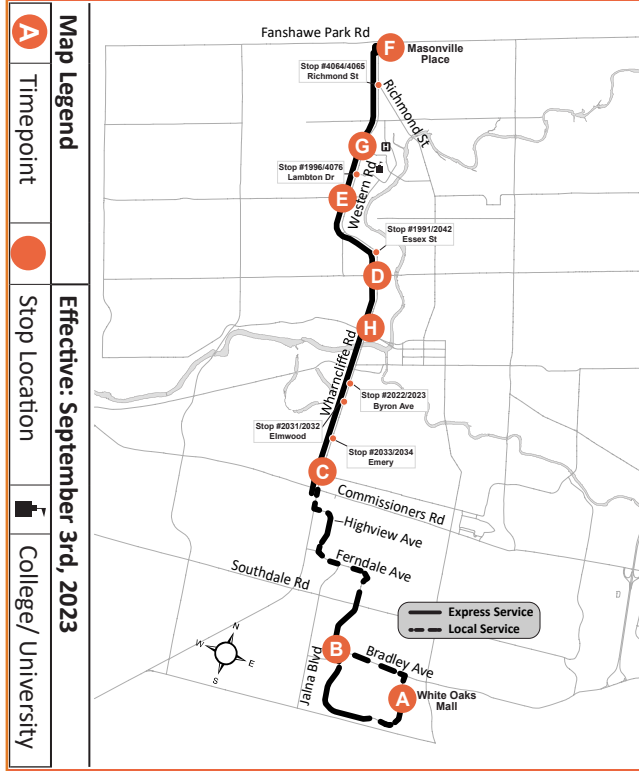 Fanshawe Park Rd
F
Masonville
Place
Stop #4064/4065
Richmond St
Richmond St
G
H
Stop #1996/4076
Lambton Dr
Western Rd
E
Stop #1991/2042
Essex St
D
H
Wharncliffe Rd
Stop #2022/2023
Byron Ave
Stop #2031/2032
Elmwood
Stop #2033/2034
Emery
C
Commissioners Rd
Highview Ave
Ferndale Ave
Southdale Rd
Express Service
Local Service
B
Bradley Ave
A
White Oaks
Mall
Jalna Blvd
N
W
E
S
Map Legend
Effective: September 3rd, 2023
A
Timepoint
Stop Location
College/ University